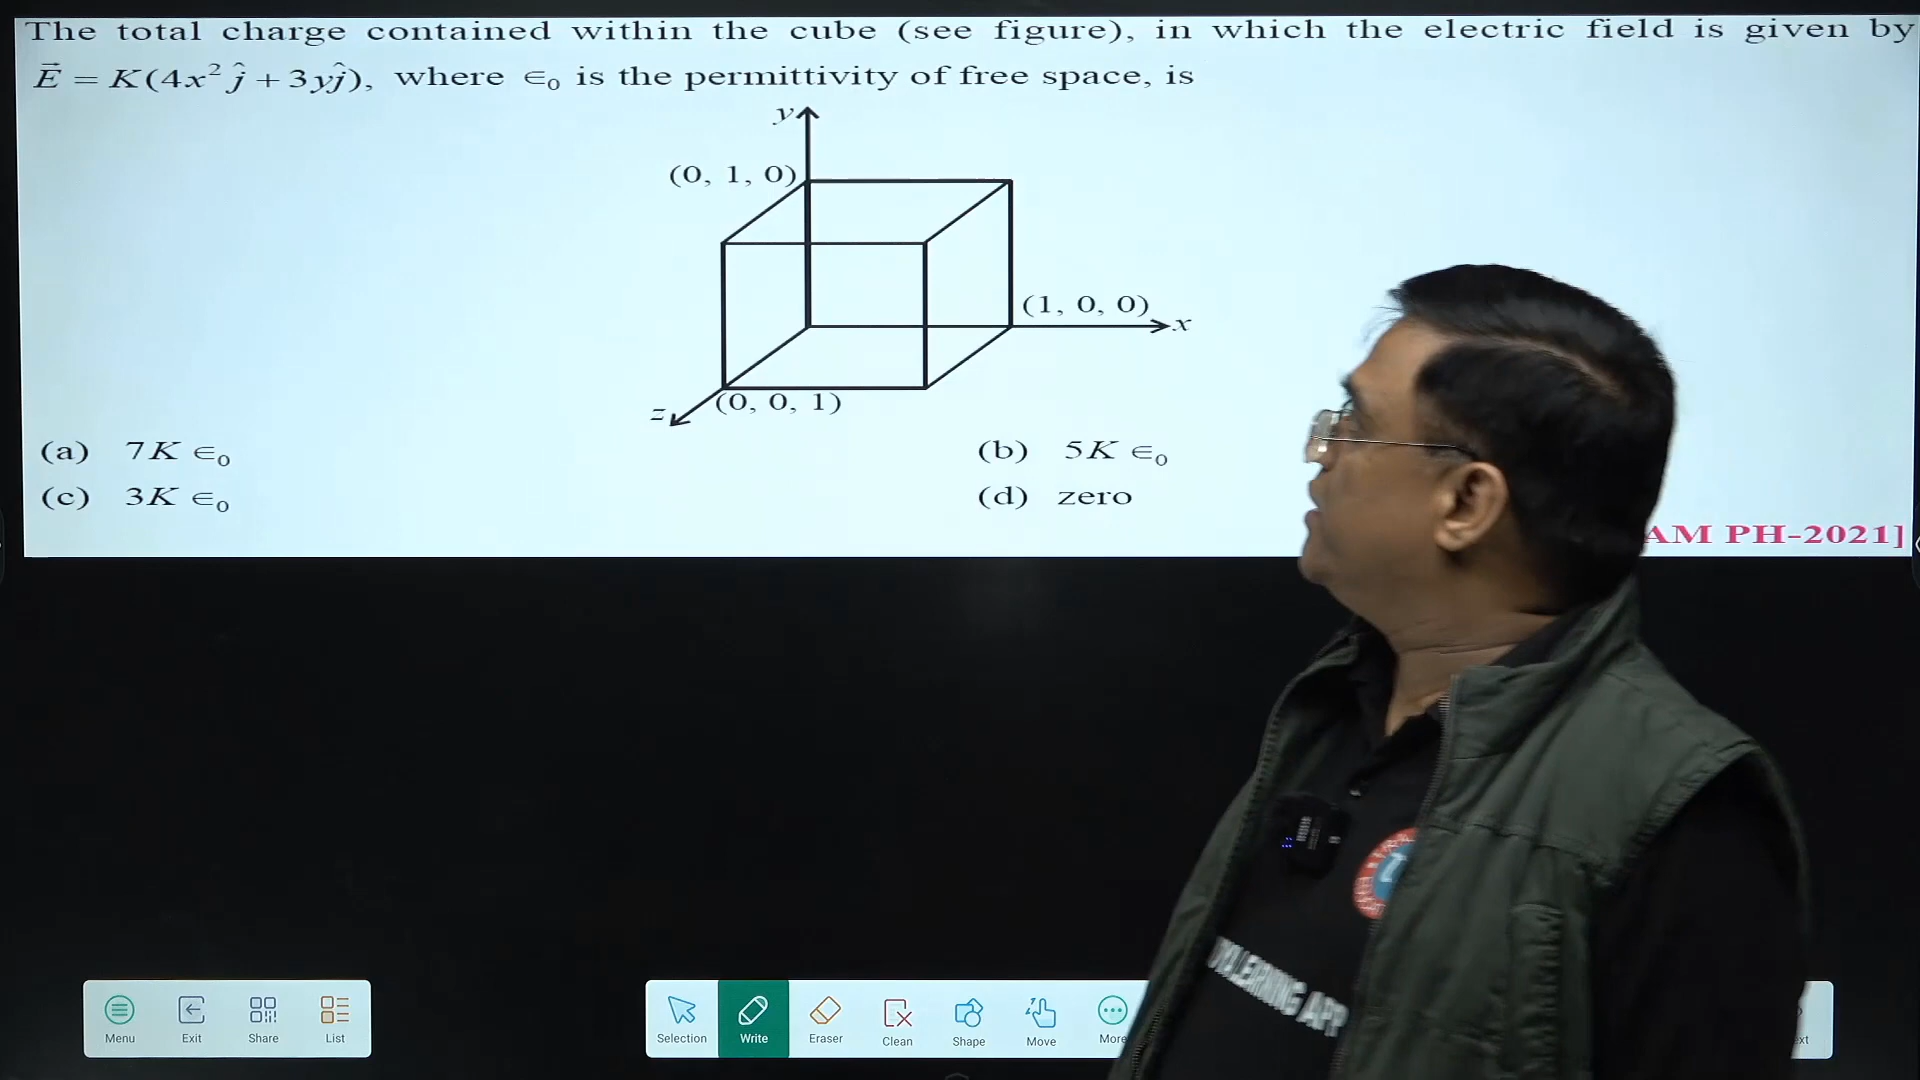 The total charge contained within the cube (see figure), in which the electric field is given by
E⃗ = K(4x² ĵ + 3yĵ), where ∈₀ is the permittivity of free space, is
y
(0, 1, 0)
(1, 0, 0)
x
(0, 0, 1)
z
(a) 7K ∈₀
(b) 5K ∈₀
(c) 3K ∈₀
(d) zero
AM PH-2021]
LERNING APP
Menu Exit Share List
Selection Write Eraser Clean Shape Move More